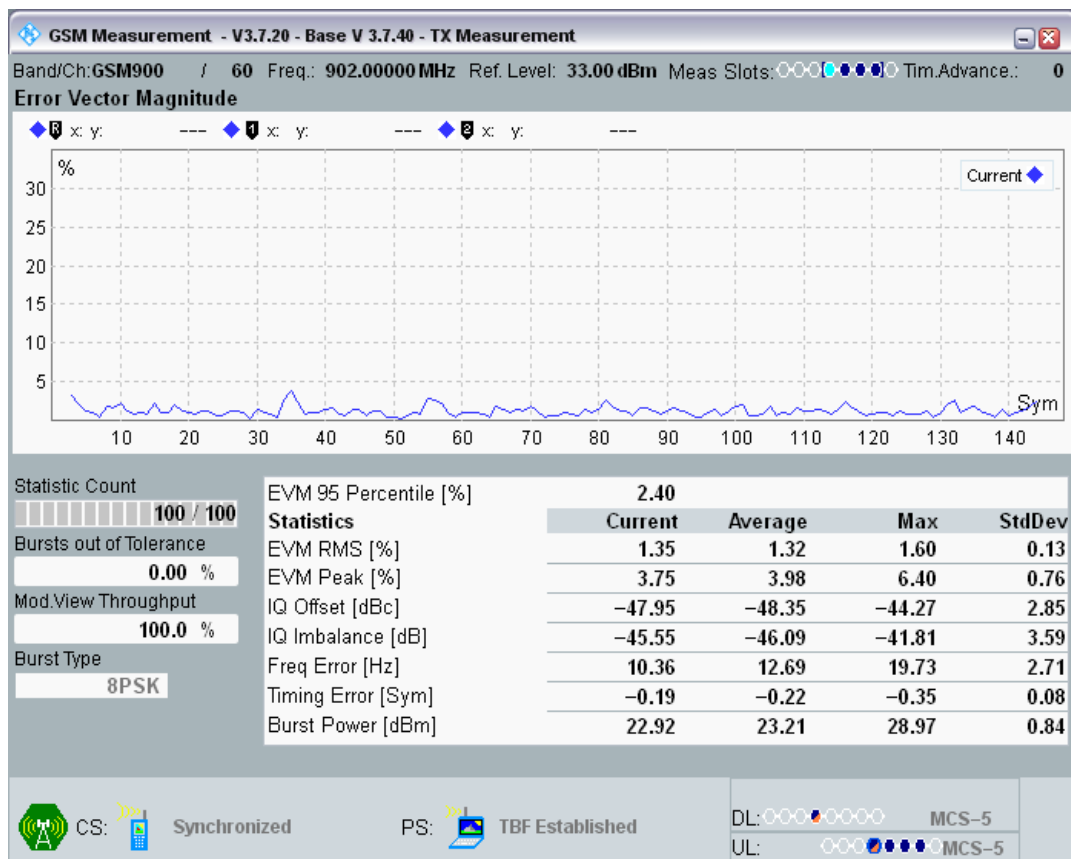 GSM Measurement - V3.7.20 - Base V 3.7.40 - TX Measurement
Band/Ch:GSM900 / 60 Freq.: 902.00000 MHz Ref. Level: 33.00 dBm Meas Slots: Tim.Advance.: 0
Error Vector Magnitude
R x: y: --- 1 x: y: --- 2 x: y: ---
%
Current
30
25
20
15
10
5
Sym
10 20 30 40 50 60 70 80 90 100 110 120 130 140
Statistic Count
100 / 100
Bursts out of Tolerance
0.00 %
Mod.View Throughput
100.0 %
Burst Type
8PSK
EVM 95 Percentile [%] 2.40
Statistics Current Average Max StdDev
EVM RMS [%] 1.35 1.32 1.60 0.13
EVM Peak [%] 3.75 3.98 6.40 0.76
IQ Offset [dBc] −47.95 −48.35 −44.27 2.85
IQ Imbalance [dB] −45.55 −46.09 −41.81 3.59
Freq Error [Hz] 10.36 12.69 19.73 2.71
Timing Error [Sym] −0.19 −0.22 −0.35 0.08
Burst Power [dBm] 22.92 23.21 28.97 0.84
CS: Synchronized PS: TBF Established
DL: MCS−5
UL: MCS−5